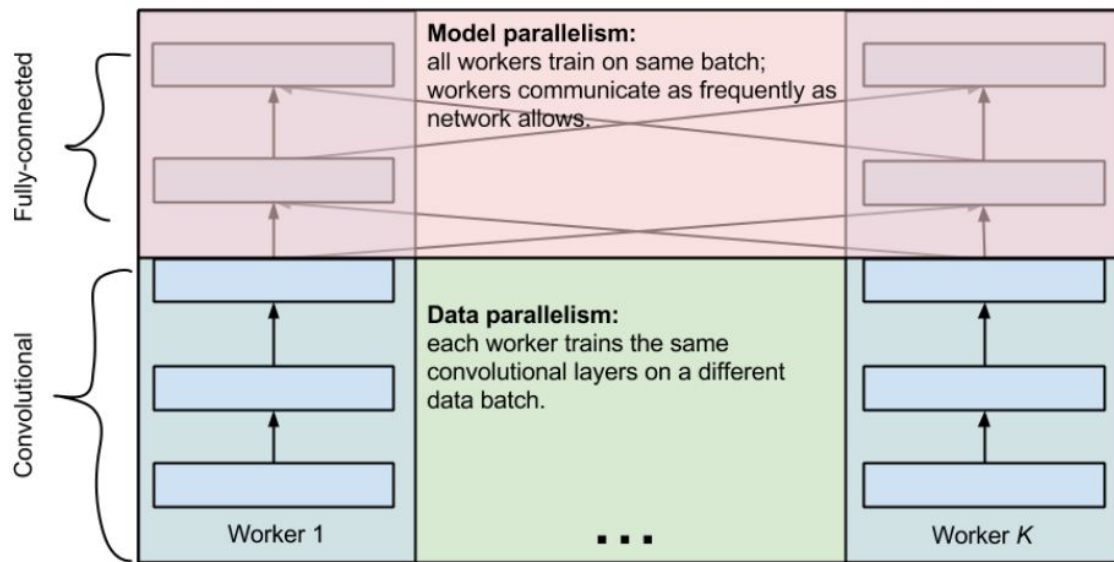 Fully-connected
Model parallelism:
all workers train on same batch;
workers communicate as frequently as
network allows.
Convolutional
Data parallelism:
each worker trains the same
convolutional layers on a different
data batch.
Worker 1
...
Worker K